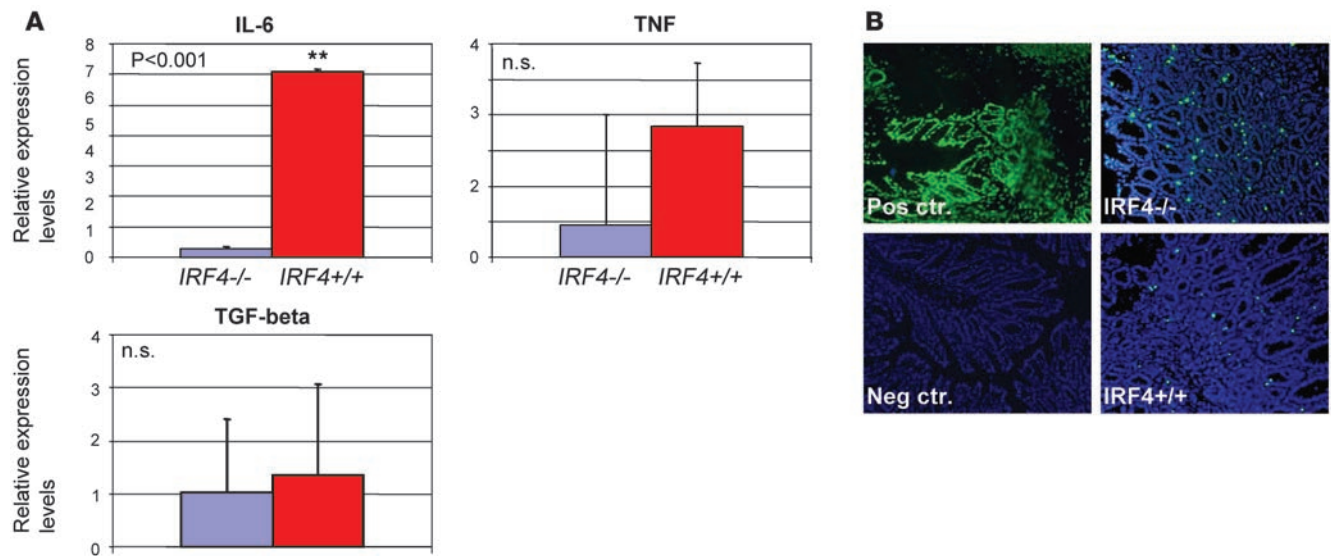 A
IL-6
Relative expression
levels
8
7
6
5
4
3
2
1
0
P<0.001
**
IRF4-/-
IRF4+/+
TNF
4
3
2
1
0
n.s.
IRF4-/-
IRF4+/+
TGF-beta
Relative expression
levels
4
3
2
1
0
n.s.
B
Pos ctr.
IRF4-/-
Neg ctr.
IRF4+/+